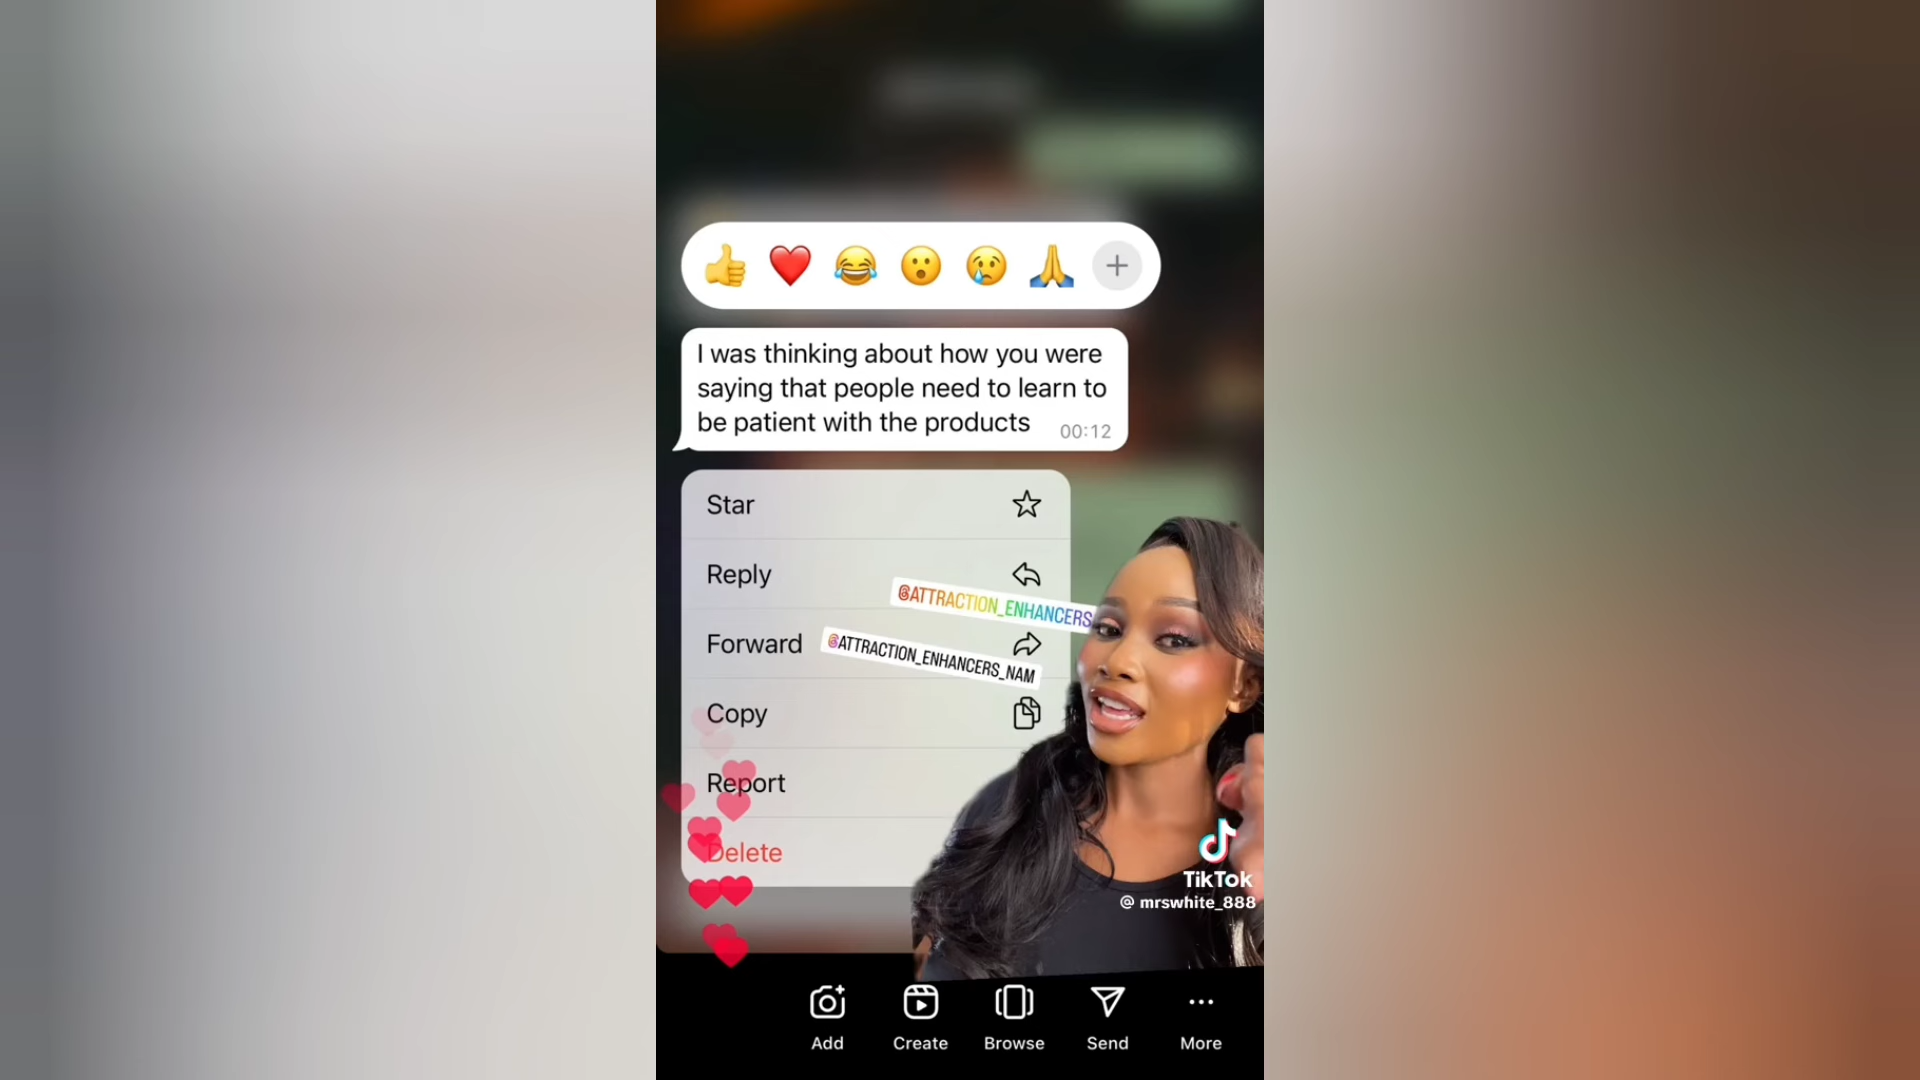 I was thinking about how you were
saying that people need to learn to
be patient with the products
00:12
Star
Reply
@ATTRACTION_ENHANCERS
Forward
@ATTRACTION_ENHANCERS_NAM
Copy
Report
Delete
TikTok
@ mrswhite_888
Add
Create
Browse
Send
More